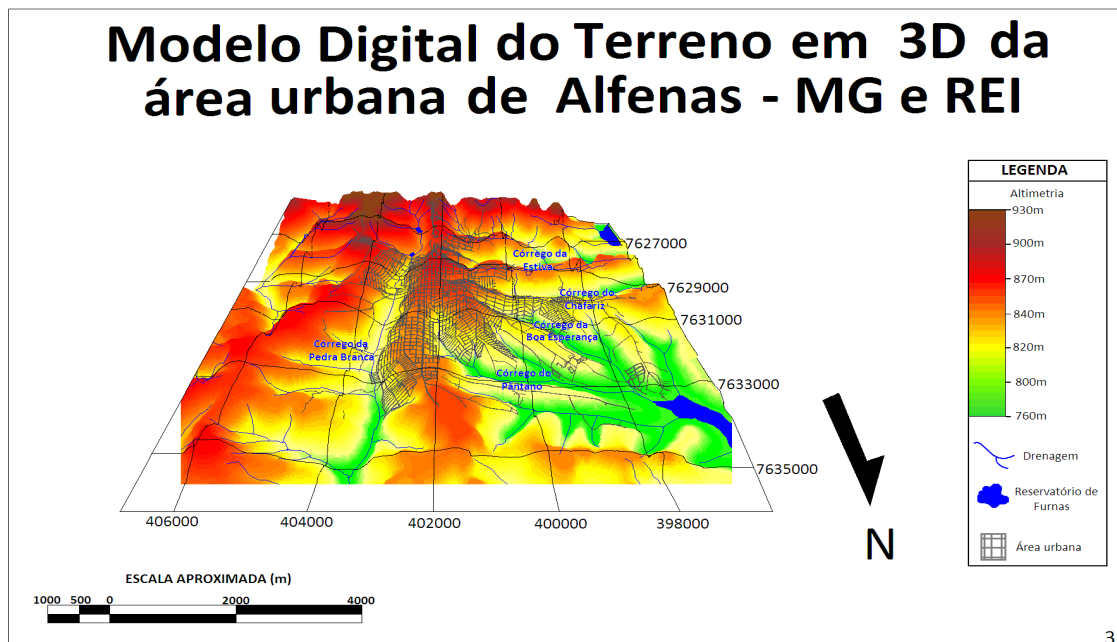 Modelo Digital do Terreno em 3D da
área urbana de Alfenas - MG e REI
LEGENDA
Altimetria
930m
900m
870m
840m
820m
800m
760m
Drenagem
Reservatório de
Furnas
Área urbana
7627000
7629000
7631000
7633000
7635000
Córrego da
Estiva
Córrego do
Chafariz
Córrego da
Boa Esperança
Córrego da
Pedra Branca
Córrego do
Pântano
406000
404000
402000
400000
398000
N
ESCALA APROXIMADA (m)
1000 500 0 2000 4000
3